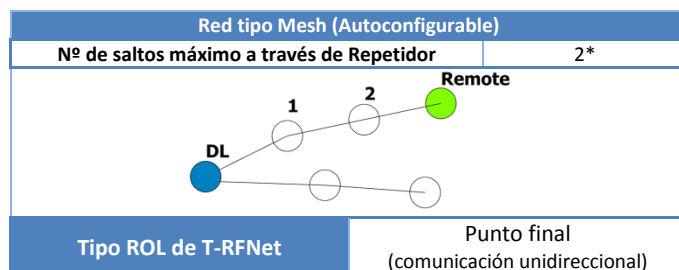 Red tipo Mesh (Autoconfigurable)
Nº de saltos máximo a través de Repetidor 2*
Remote
2
1
DL
Tipo ROL de T-RFNet
Punto final
(comunicación unidireccional)